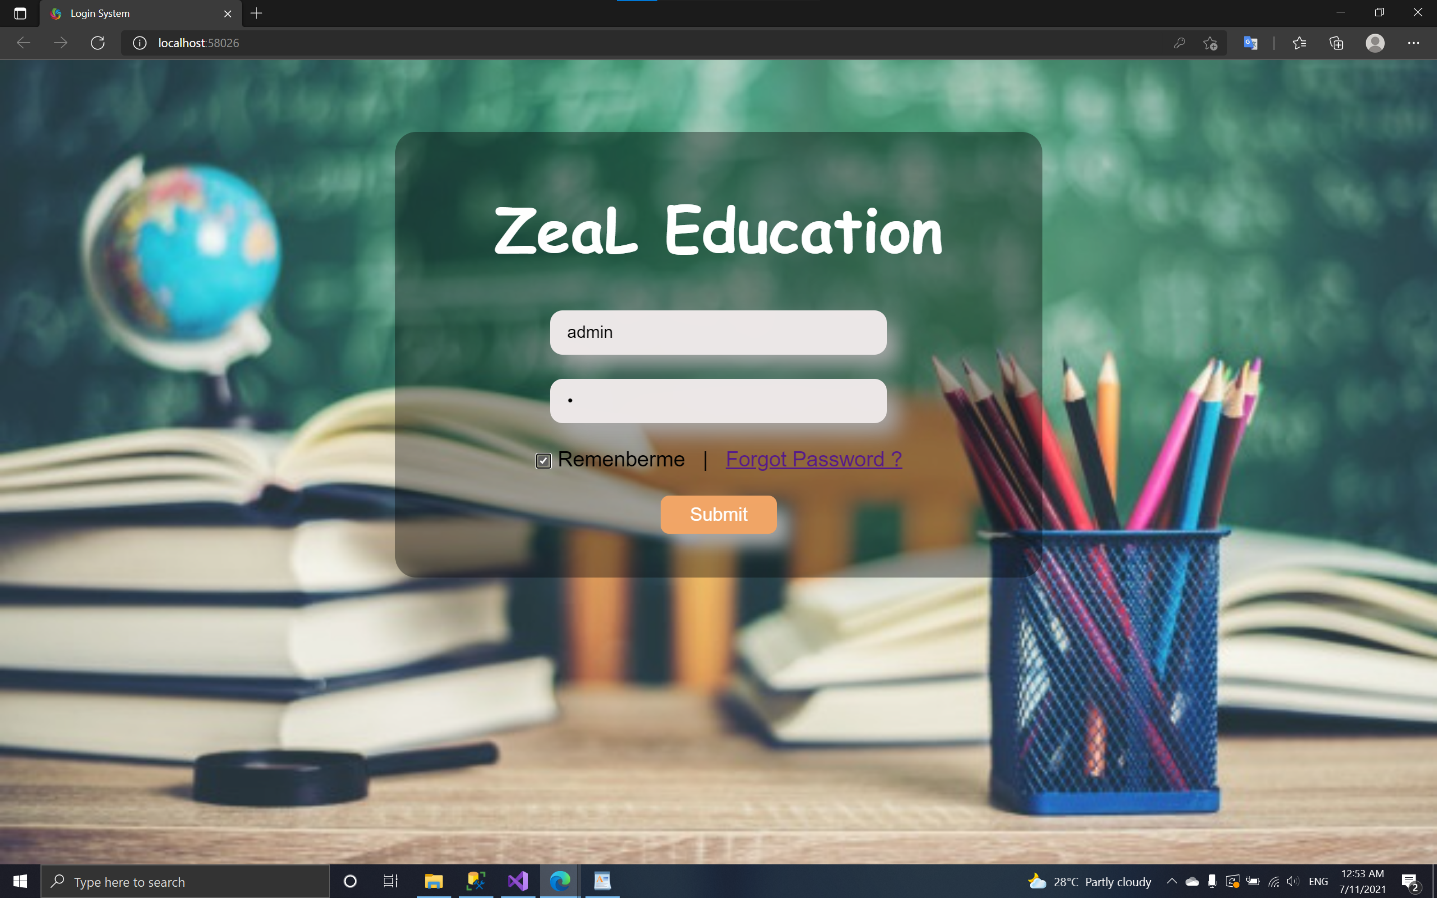 Login System
localhost:58026
ZeaL Education
admin
Remenberme | Forgot Password ?
Submit
Type here to search
28°C Partly cloudy
ENG
12:53 AM
7/11/2021
2